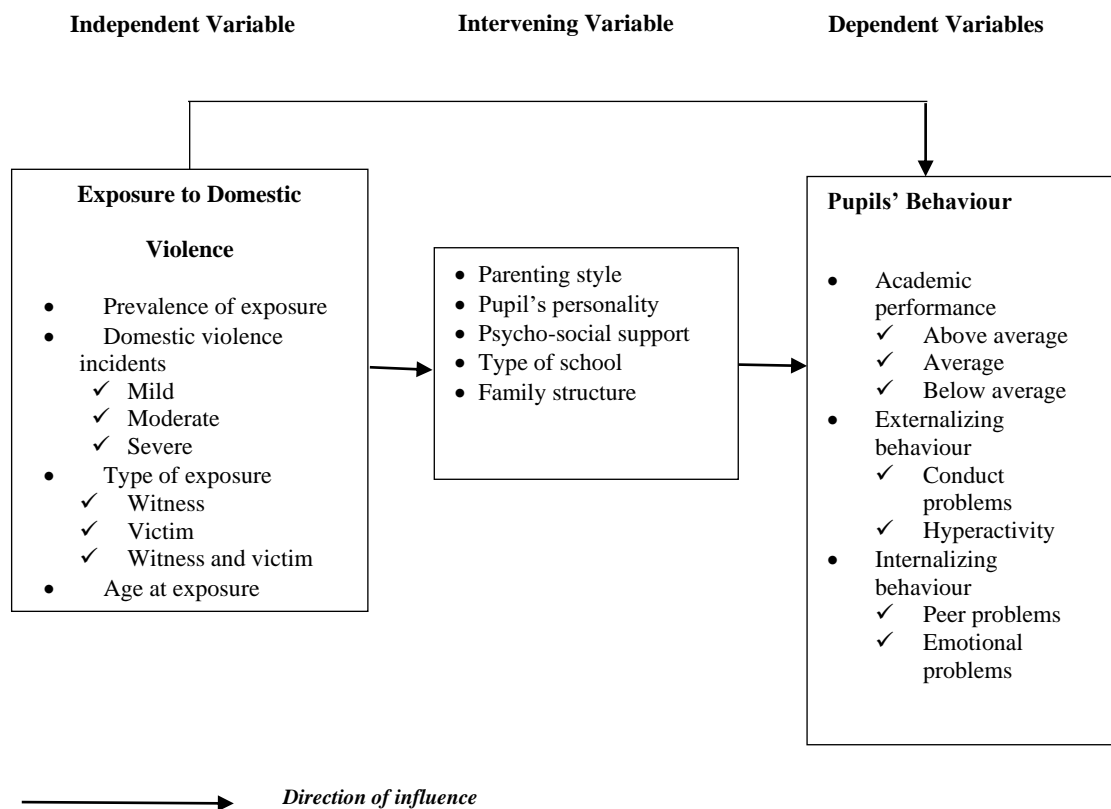 Independent Variable
Intervening Variable
Dependent Variables
Exposure to Domestic
Violence
• Prevalence of exposure
• Domestic violence
incidents
✓ Mild
✓ Moderate
✓ Severe
• Type of exposure
✓ Witness
✓ Victim
✓ Witness and victim
• Age at exposure
• Parenting style
• Pupil’s personality
• Psycho-social support
• Type of school
• Family structure
Pupils’ Behaviour
• Academic
performance
✓ Above average
✓ Average
✓ Below average
• Externalizing
behaviour
✓ Conduct
problems
✓ Hyperactivity
• Internalizing
behaviour
✓ Peer problems
✓ Emotional
problems
Direction of influence